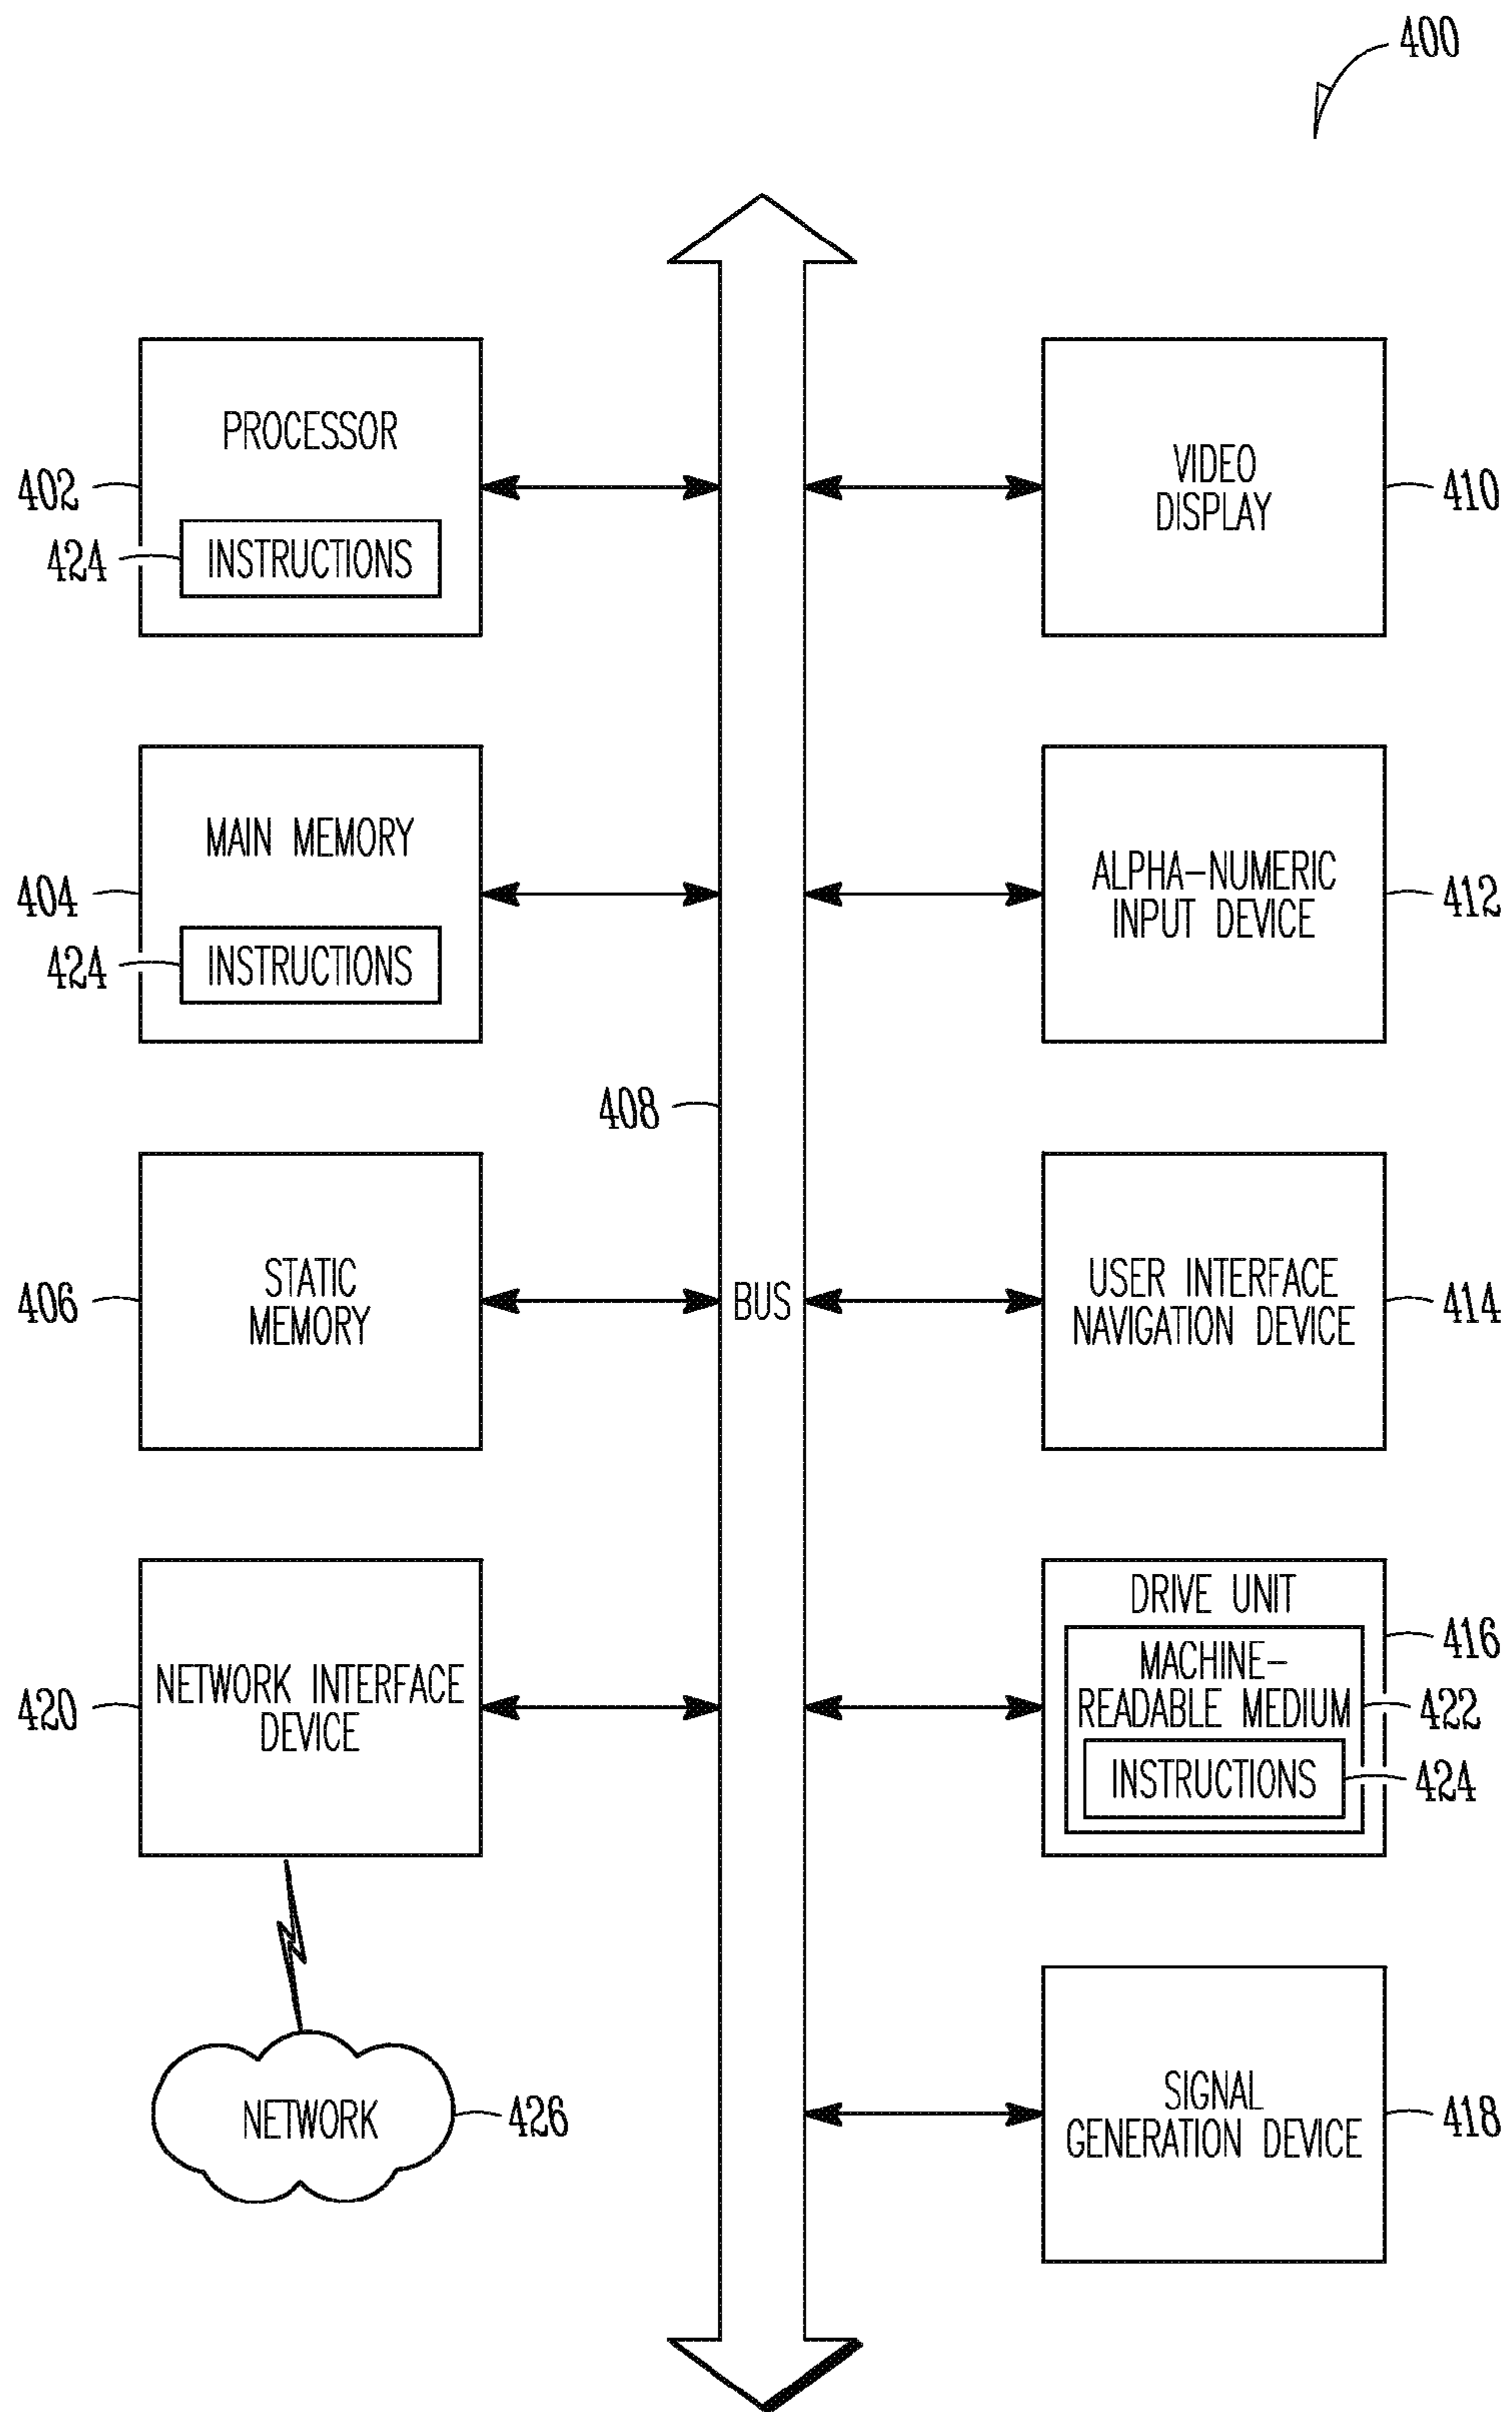 400
PROCESSOR
402
424
INSTRUCTIONS
VIDEO
DISPLAY
410
MAIN MEMORY
404
424
INSTRUCTIONS
ALPHA-NUMERIC
INPUT DEVICE
412
408
STATIC
MEMORY
406
BUS
USER INTERFACE
NAVIGATION DEVICE
414
NETWORK INTERFACE
DEVICE
420
DRIVE UNIT
416
MACHINE-
READABLE MEDIUM
422
INSTRUCTIONS
424
NETWORK
426
SIGNAL
GENERATION DEVICE
418